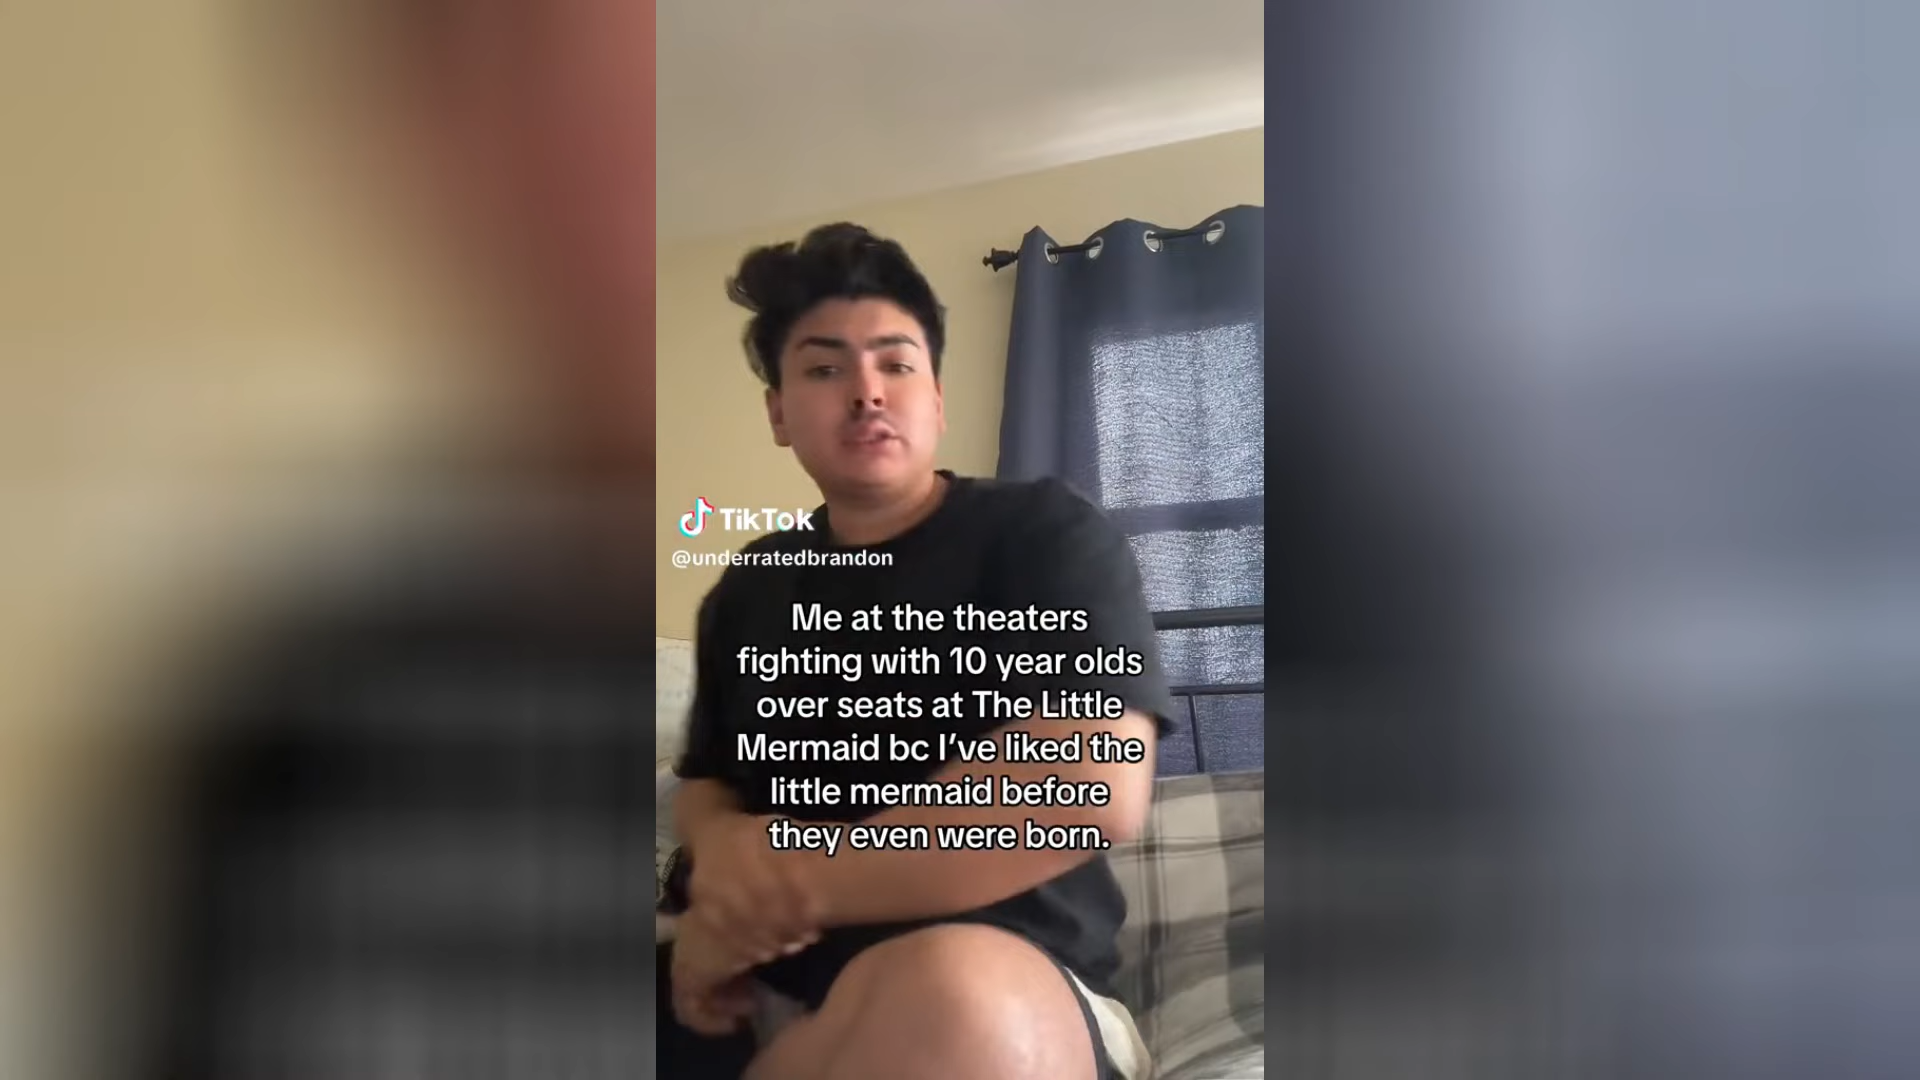 TikTok
@underratedbrandon
Me at the theaters
fighting with 10 year olds
over seats at The Little
Mermaid bc I’ve liked the
little mermaid before
they even were born.